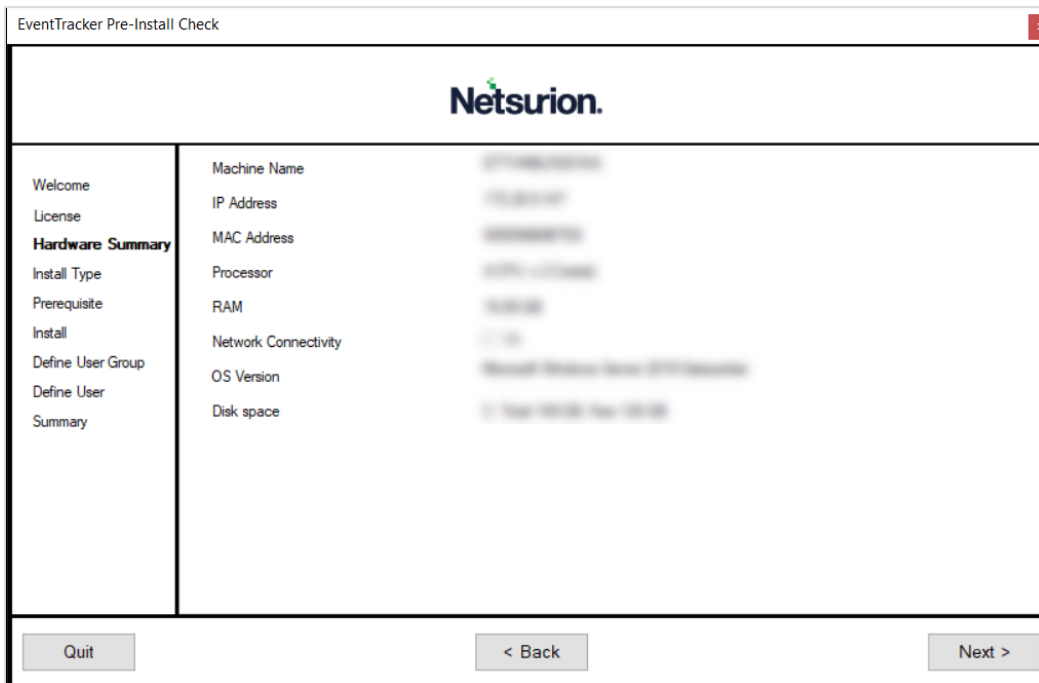 EventTracker Pre-Install Check
Netsurion.
Welcome
License
Hardware Summary
Install Type
Prerequisite
Install
Define User Group
Define User
Summary
Machine Name
IP Address
MAC Address
Processor
RAM
Network Connectivity
OS Version
Disk space
Quit
< Back
Next >